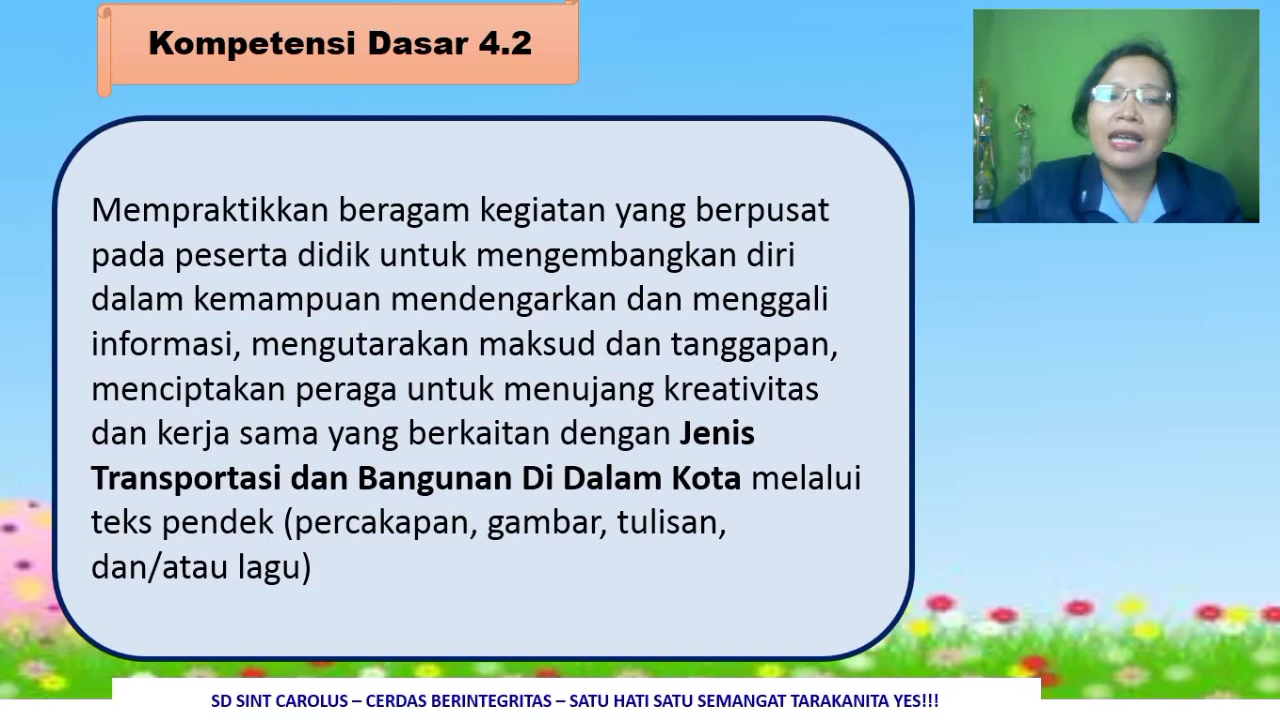 Kompetensi Dasar 4.2
Mempraktikkan beragam kegiatan yang berpusat
pada peserta didik untuk mengembangkan diri
dalam kemampuan mendengarkan dan menggali
informasi, mengutarakan maksud dan tanggapan,
menciptakan peraga untuk menujang kreativitas
dan kerja sama yang berkaitan dengan Jenis
Transportasi dan Bangunan Di Dalam Kota melalui
teks pendek (percakapan, gambar, tulisan,
dan/atau lagu)
SD SINT CAROLUS – CERDAS BERINTEGRITAS – SATU HATI SATU SEMANGAT TARAKANITA YES!!!